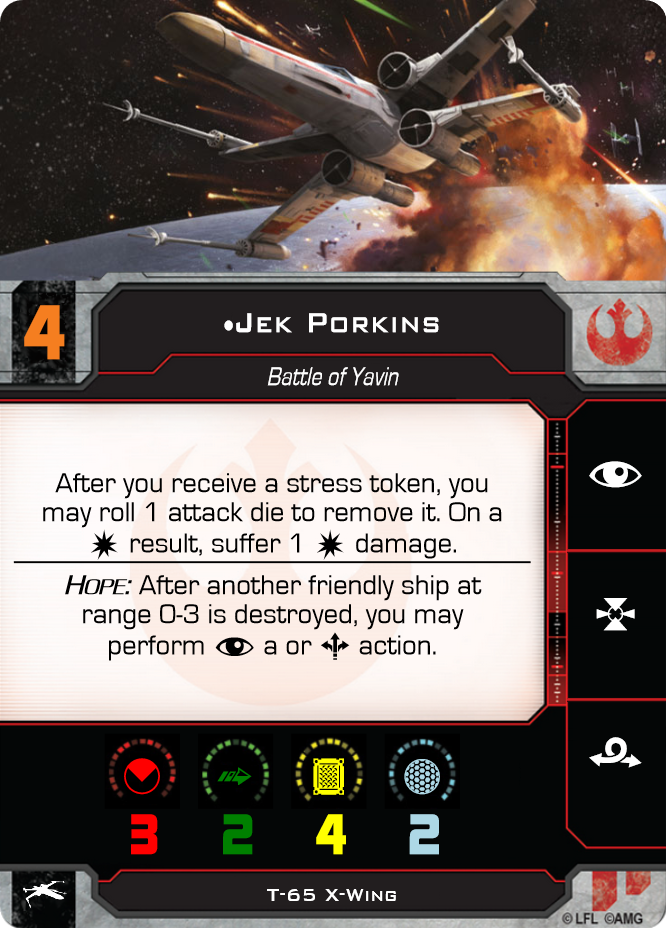 4
•Jek Porkins
Battle of Yavin
After you receive a stress token, you
may roll 1 attack die to remove it. On a
result, suffer 1 damage.
Hope: After another friendly ship at
range 0-3 is destroyed, you may
perform a or action.
3 2 4 2
T-65 X-Wing
© LFL ©AMG